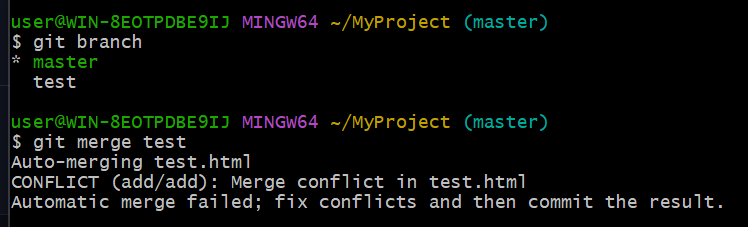 user@WIN-8EOTPDBE9IJ MINGW64 ~/MyProject (master)
$ git branch
* master
  test
user@WIN-8EOTPDBE9IJ MINGW64 ~/MyProject (master)
$ git merge test
Auto-merging test.html
CONFLICT (add/add): Merge conflict in test.html
Automatic merge failed; fix conflicts and then commit the result.